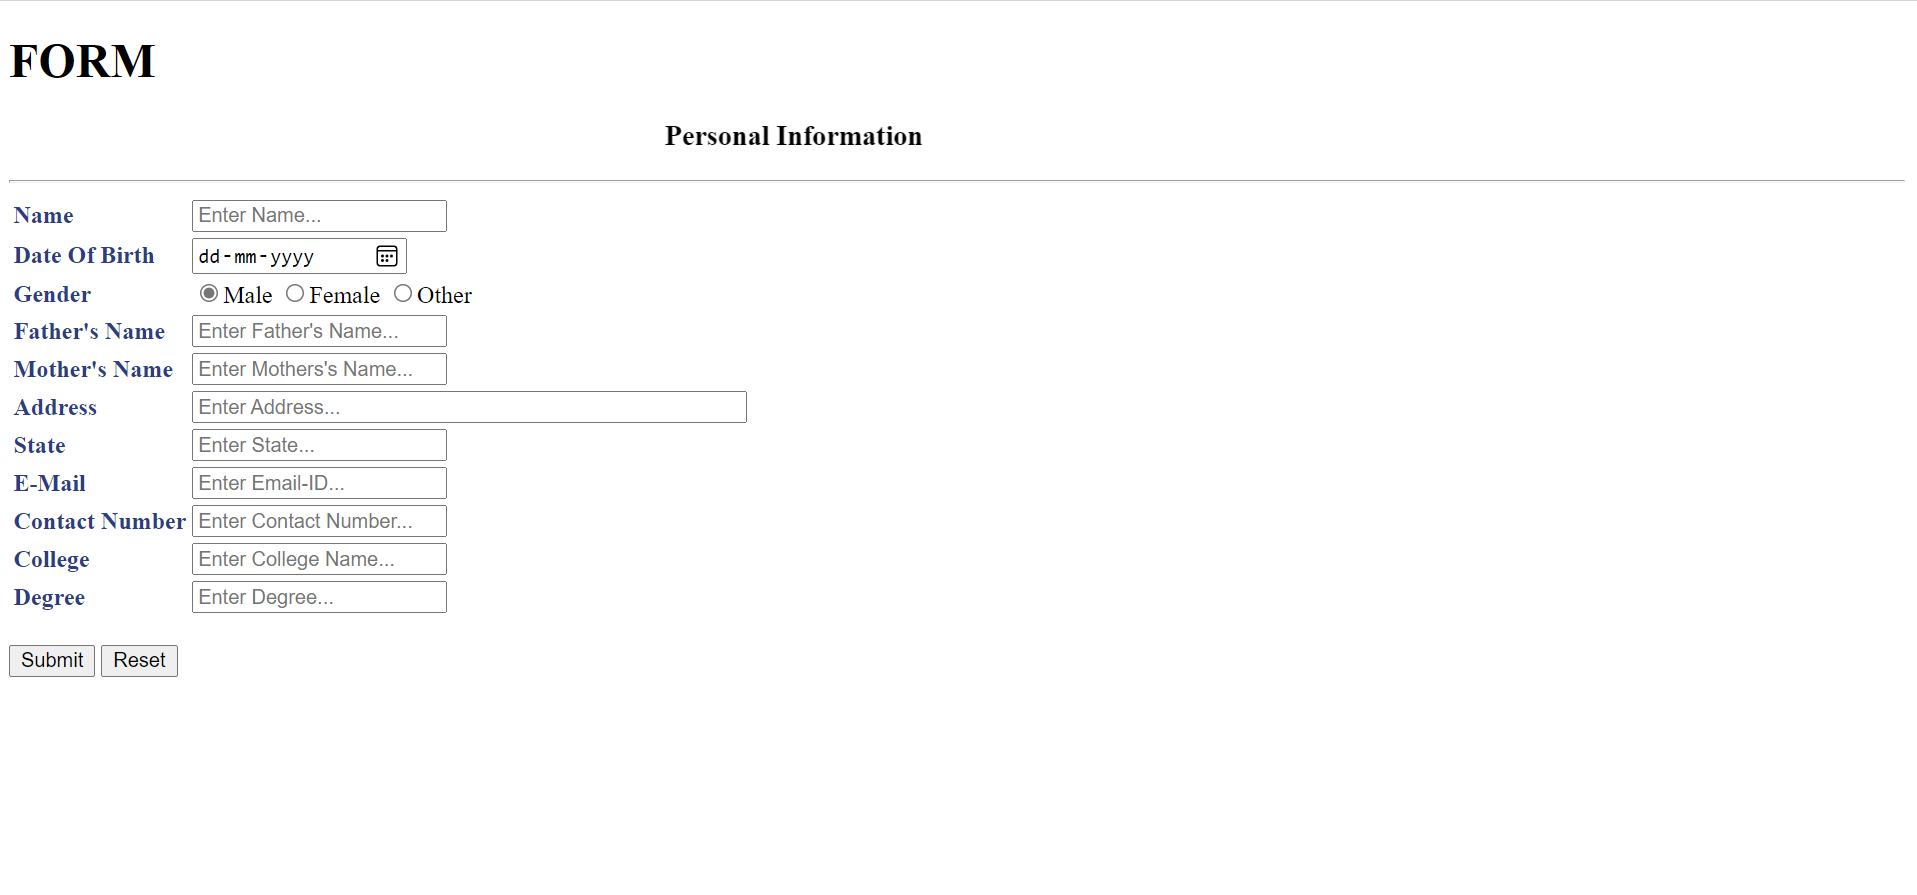 FORM
Personal Information
Name Enter Name...
Date Of Birth dd-mm-yyyy
Gender Male Female Other
Father's Name Enter Father's Name...
Mother's Name Enter Mothers's Name...
Address Enter Address...
State Enter State...
E-Mail Enter Email-ID...
Contact Number Enter Contact Number...
College Enter College Name...
Degree Enter Degree...
Submit Reset